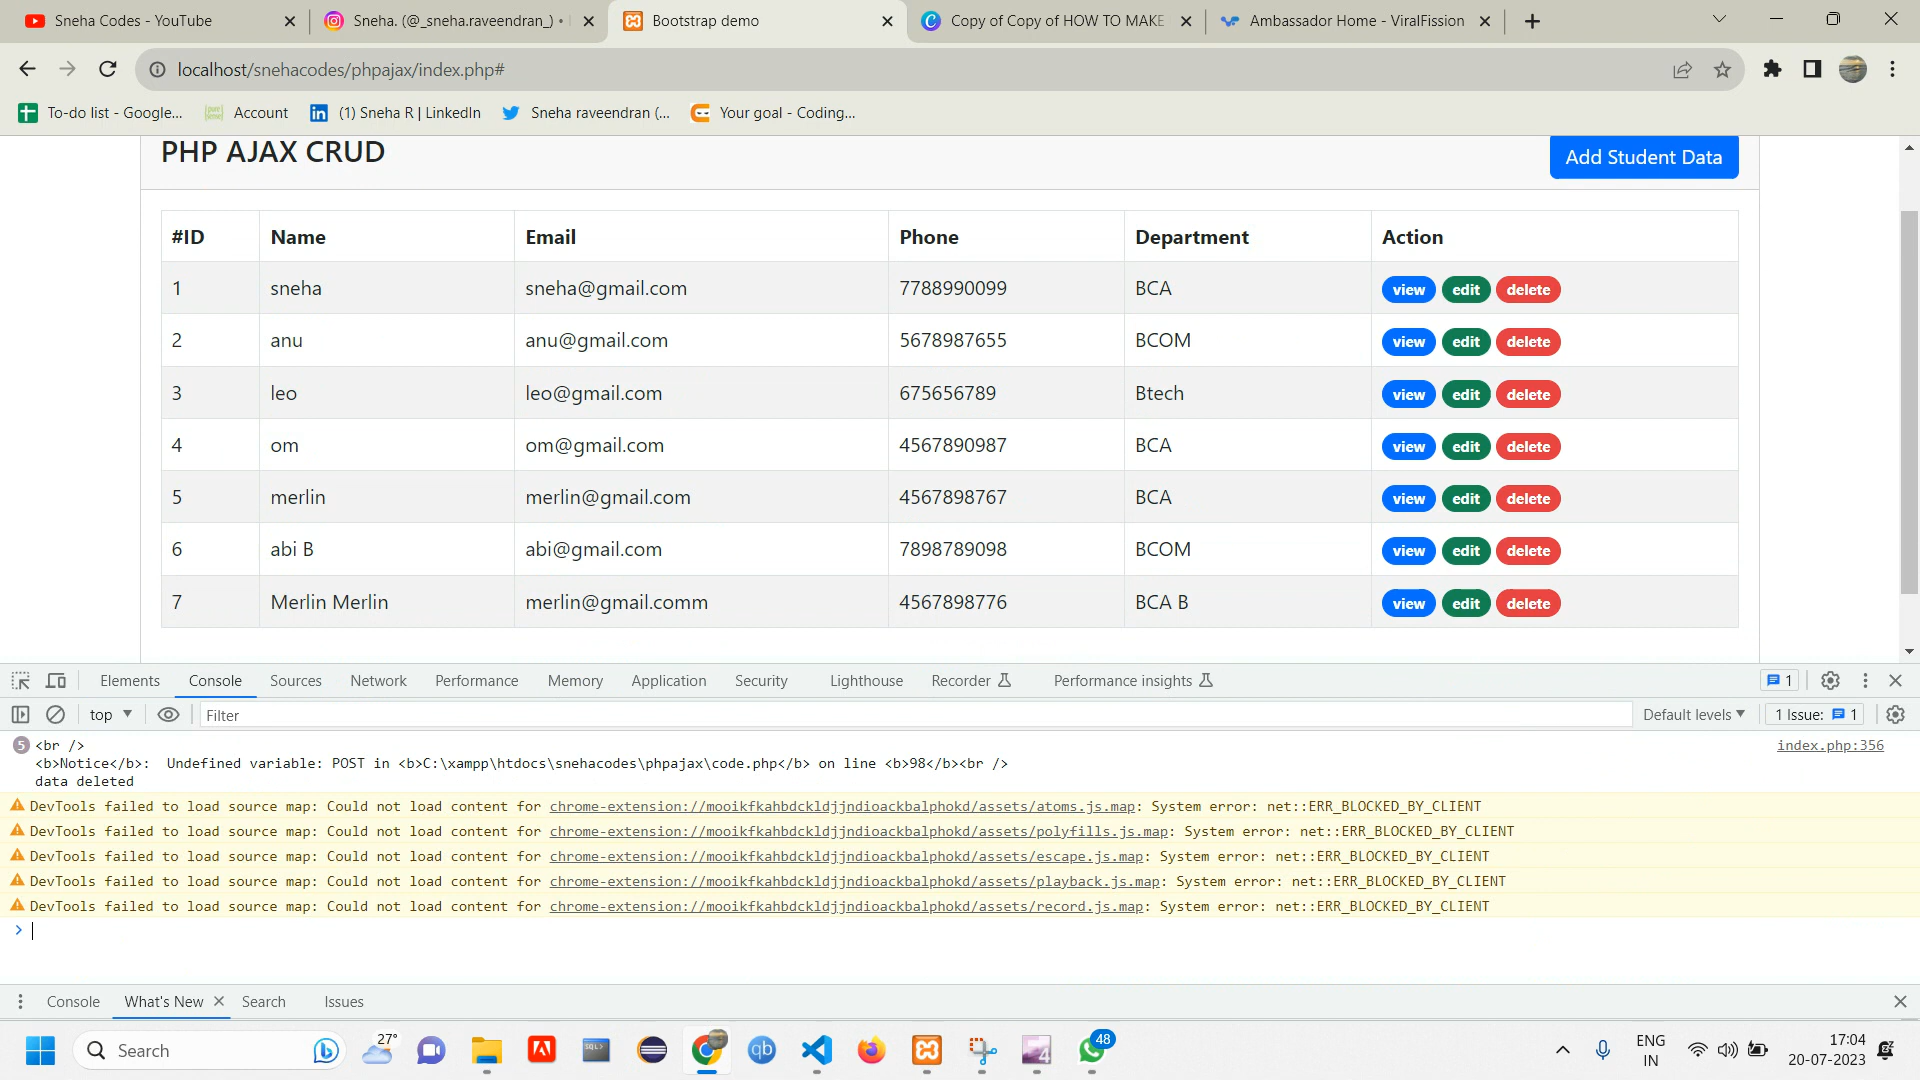 Sneha Codes - YouTube
Sneha. (@_sneha.raveendran_) •
Bootstrap demo
Copy of Copy of HOW TO MAKE
Ambassador Home - ViralFission
localhost/snehacodes/phpajax/index.php#
To-do list - Google...
Account
(1) Sneha R | LinkedIn
Sneha raveendran (...
Your goal - Coding...
PHP AJAX CRUD
Add Student Data
#ID Name Email Phone Department Action
1 sneha sneha@gmail.com 7788990099 BCA view edit delete
2 anu anu@gmail.com 5678987655 BCOM view edit delete
3 leo leo@gmail.com 675656789 Btech view edit delete
4 om om@gmail.com 4567890987 BCA view edit delete
5 merlin merlin@gmail.com 4567898767 BCA view edit delete
6 abi B abi@gmail.com 7898789098 BCOM view edit delete
7 Merlin Merlin merlin@gmail.comm 4567898776 BCA B view edit delete
Elements Console Sources Network Performance Memory Application Security Lighthouse Recorder Performance insights 1
top Filter Default levels 1 Issue: 1
5 <br /> index.php:356
<b>Notice</b>:  Undefined variable: POST in <b>C:\xampp\htdocs\snehacodes\phpajax\code.php</b> on line <b>98</b><br />
data deleted
DevTools failed to load source map: Could not load content for chrome-extension://mooikfkahbdckldjjndioackbalphokd/assets/atoms.js.map: System error: net::ERR_BLOCKED_BY_CLIENT
DevTools failed to load source map: Could not load content for chrome-extension://mooikfkahbdckldjjndioackbalphokd/assets/polyfills.js.map: System error: net::ERR_BLOCKED_BY_CLIENT
DevTools failed to load source map: Could not load content for chrome-extension://mooikfkahbdckldjjndioackbalphokd/assets/escape.js.map: System error: net::ERR_BLOCKED_BY_CLIENT
DevTools failed to load source map: Could not load content for chrome-extension://mooikfkahbdckldjjndioackbalphokd/assets/playback.js.map: System error: net::ERR_BLOCKED_BY_CLIENT
DevTools failed to load source map: Could not load content for chrome-extension://mooikfkahbdckldjjndioackbalphokd/assets/record.js.map: System error: net::ERR_BLOCKED_BY_CLIENT
Console What's New Search Issues
Search
27°
SQL>
qb
4
48
ENG
IN
17:04
20-07-2023